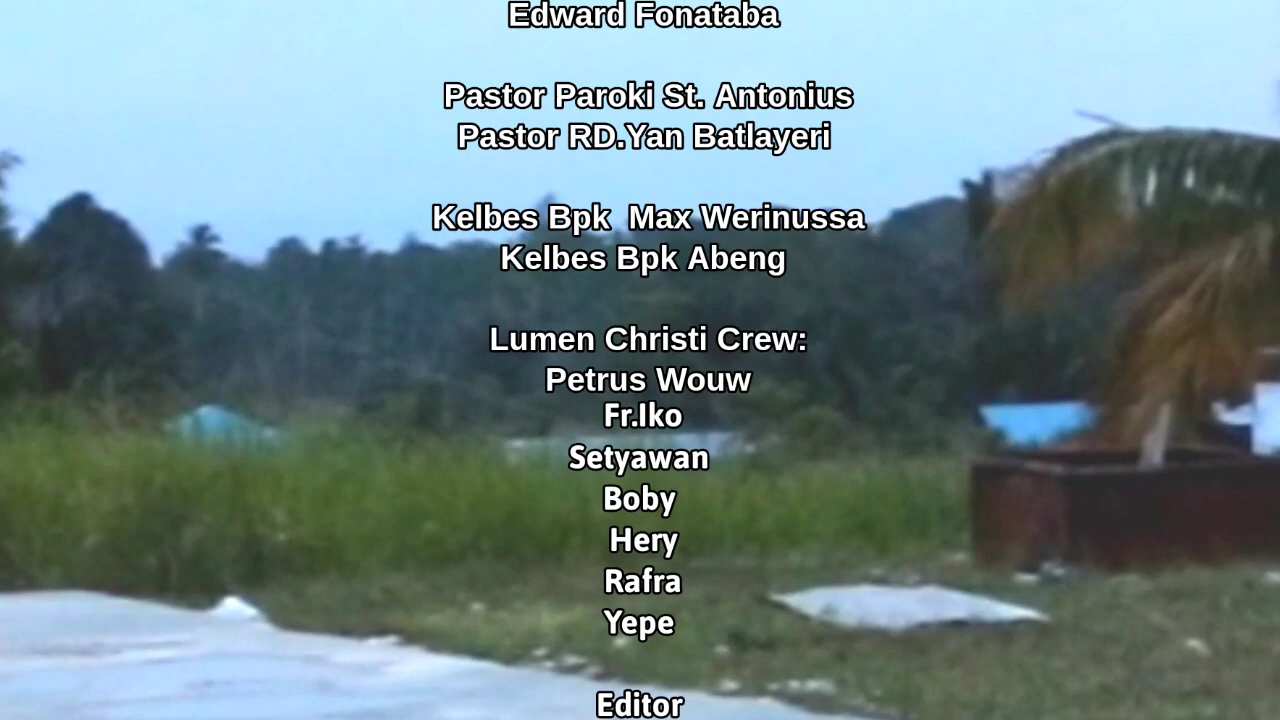 Edward Fonataba
Pastor Paroki St. Antonius
Pastor RD.Yan Batlayeri
Kelbes Bpk  Max Werinussa
Kelbes Bpk Abeng
Lumen Christi Crew:
Petrus Wouw
Fr.Iko
Setyawan
Boby
Hery
Rafra
Yepe
Editor